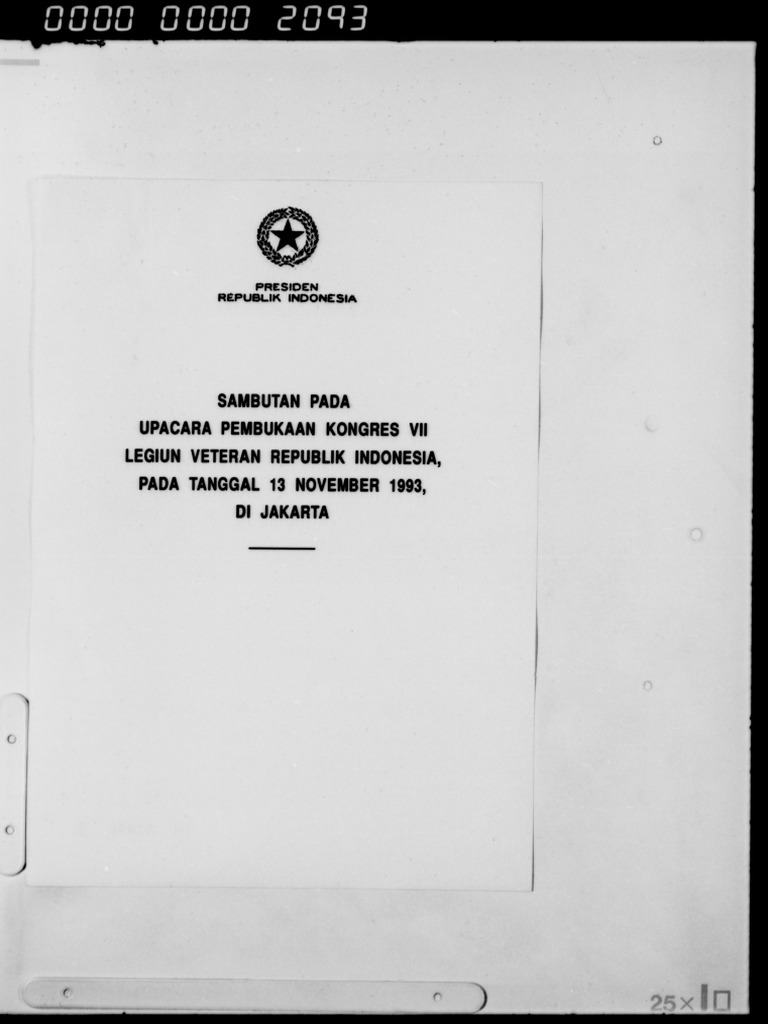 0000 0000 2093
PRESIDEN
REPUBLIK INDONESIA
SAMBUTAN PADA
UPACARA PEMBUKAAN KONGRES VII
LEGIUN VETERAN REPUBLIK INDONESIA,
PADA TANGGAL 13 NOVEMBER 1993,
DI JAKARTA
25×